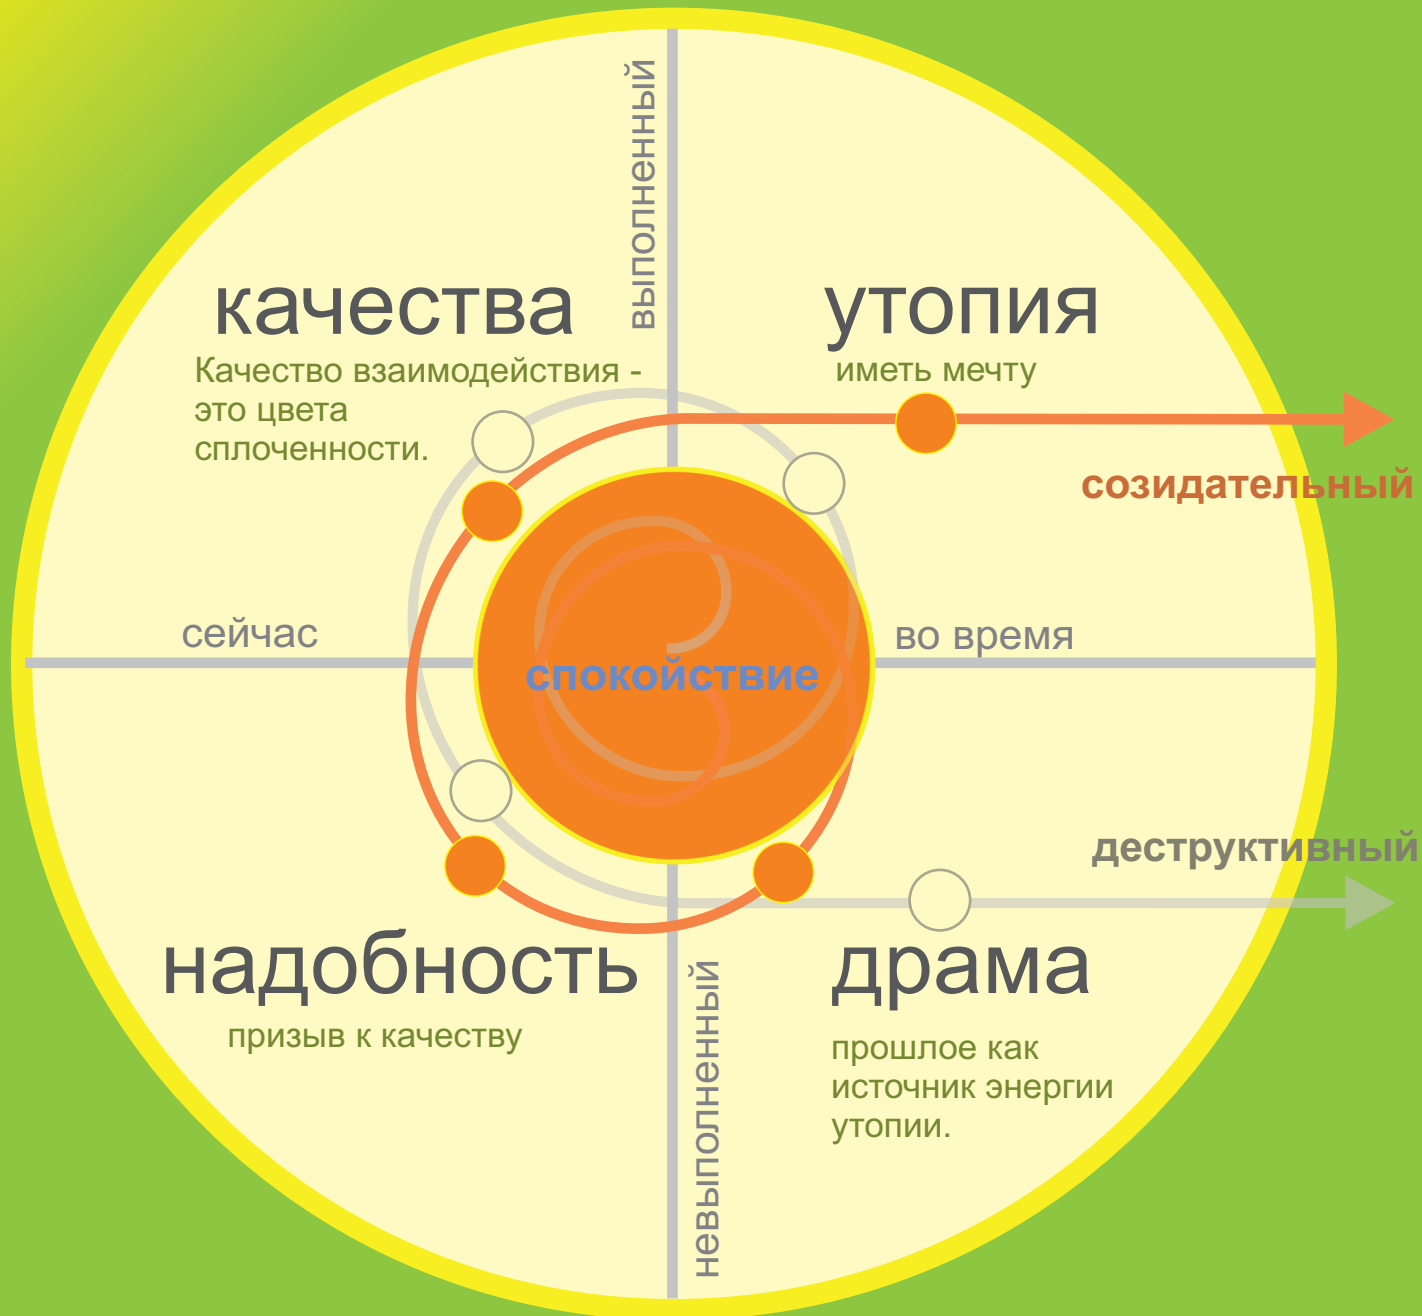 выполненный
качества
Качество взаимодействия -
это цвета
сплоченности.
утопия
иметь мечту
созидательный
сейчас
во время
спокойствие
деструктивный
надобность
призыв к качеству
невыполненный
драма
прошлое как
источник энергии
утопии.